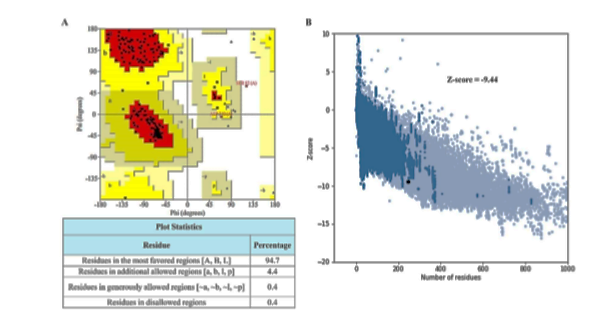 A
B
180
135
90
45
0
-45
-90
-135
Psi (degrees)
b
-180 -135 -90 -45 0 45 90 135 180
Phi (degrees)
Plot Statistics
Residue Percentage
Residues in the most favored regions [A, B, L] 94.7
Residues in additional allowed regions [a, b, l, p] 4.4
Residues in generously allowed regions [~a, ~b, ~l, ~p] 0.4
Residues in disallowed regions 0.4
10
5
0
−5
−10
−15
−20
Z-score
Z-score = -9.44
0 200 400 600 800 1000
Number of residues